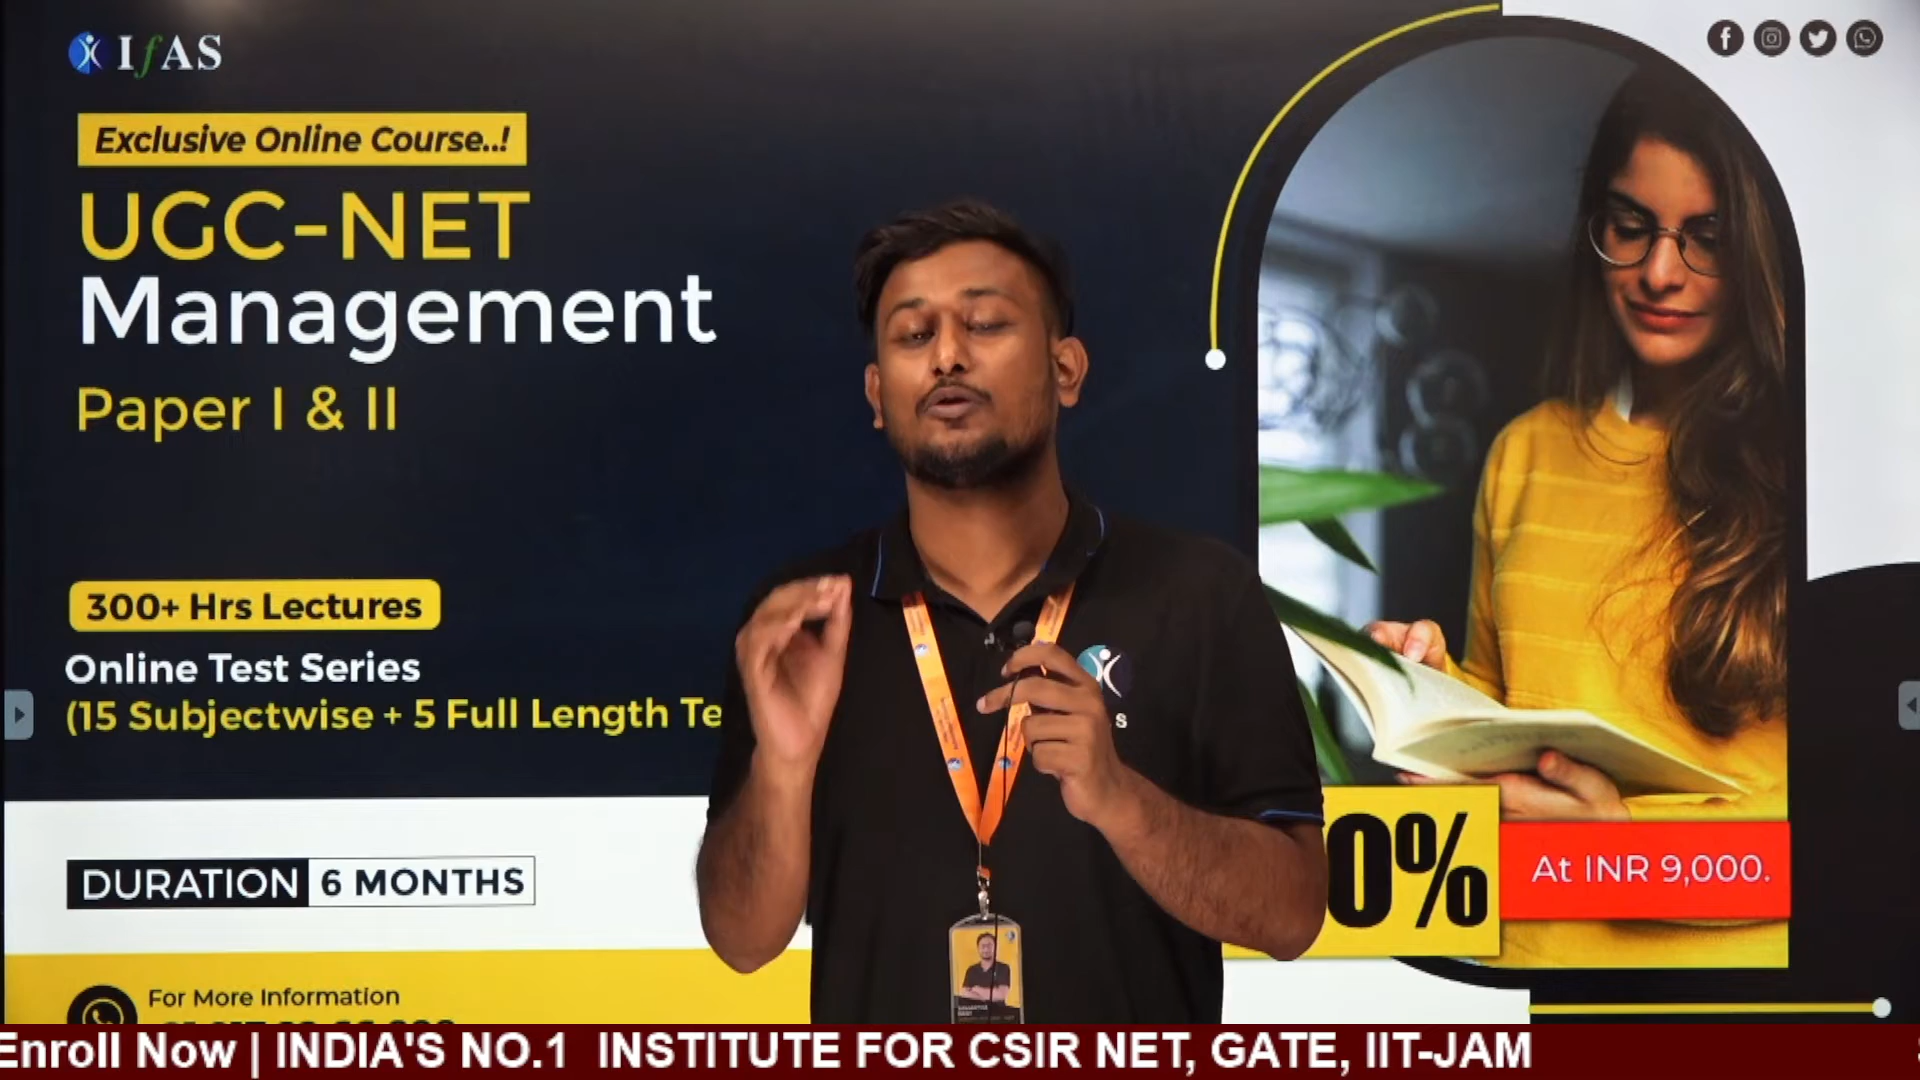 IfAS
Exclusive Online Course..!
UGC-NET
Management
Paper I & II
300+ Hrs Lectures
Online Test Series
(15 Subjectwise + 5 Full Length Te
DURATION 6 MONTHS
0%
At INR 9,000.
For More Information
S
Enroll Now | INDIA'S NO.1 INSTITUTE FOR CSIR NET, GATE, IIT-JAM